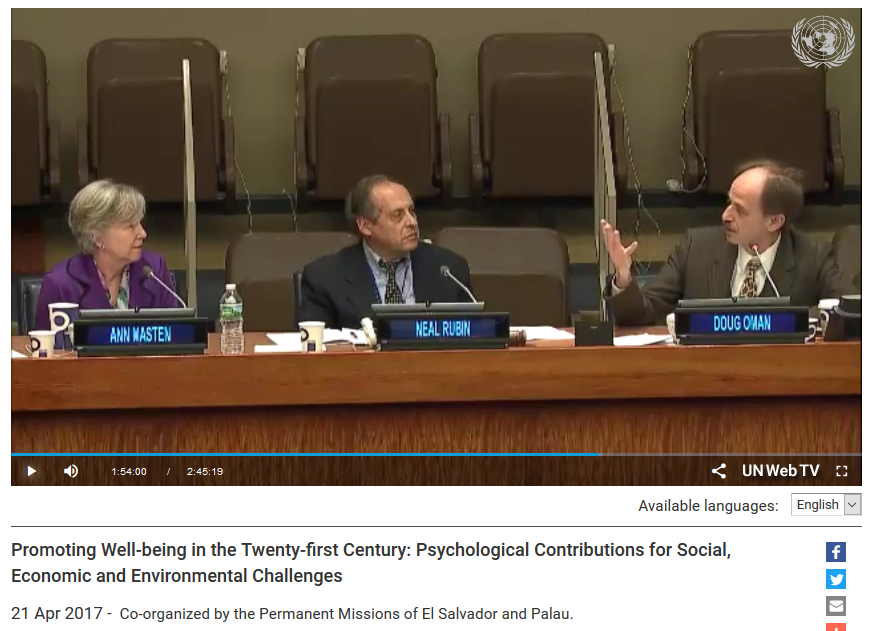 ANN MASTEN
NEAL RUBIN
DOUG OMAN
1:54:00 / 2:45:19
UN Web TV
Available languages: English
Promoting Well-being in the Twenty-first Century: Psychological Contributions for Social,
Economic and Environmental Challenges
21 Apr 2017 - Co-organized by the Permanent Missions of El Salvador and Palau.